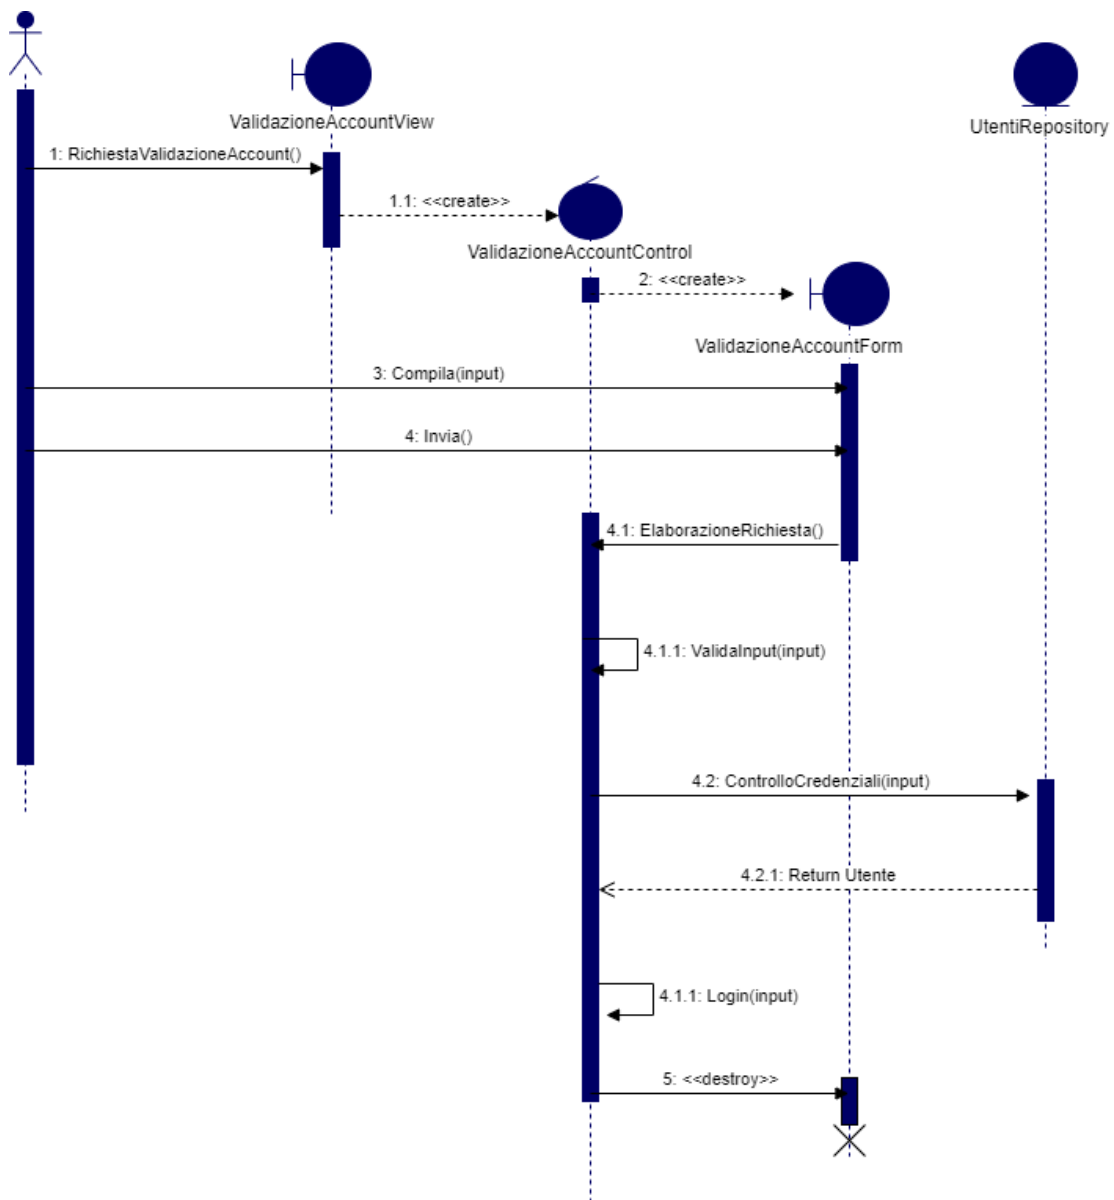 ValidazioneAccountView
UtentiRepository
1: RichiestaValidazioneAccount()
1.1: <<create>>
ValidazioneAccountControl
2: <<create>>
ValidazioneAccountForm
3: Compila(input)
4: Invia()
4.1: ElaborazioneRichiesta()
4.1.1: ValidaInput(input)
4.2: ControlloCredenziali(input)
4.2.1: Return Utente
4.1.1: Login(input)
5: <<destroy>>